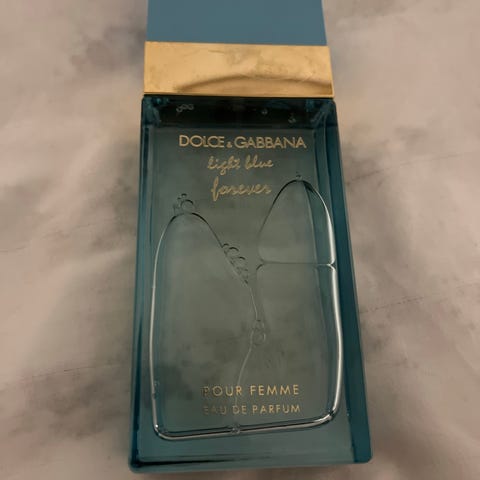 DOLCE & GABBANA
light blue
forever
POUR FEMME
EAU DE PARFUM